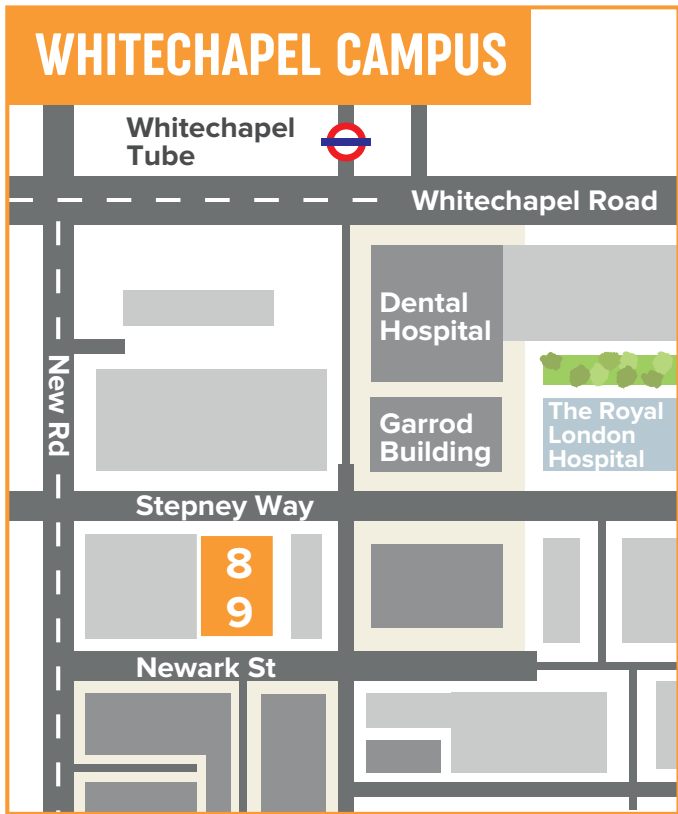 WHITECHAPEL CAMPUS
Whitechapel
Tube
Whitechapel Road
Dental
Hospital
New Rd
Garrod
Building
The Royal
London
Hospital
Stepney Way
8
9
Newark St